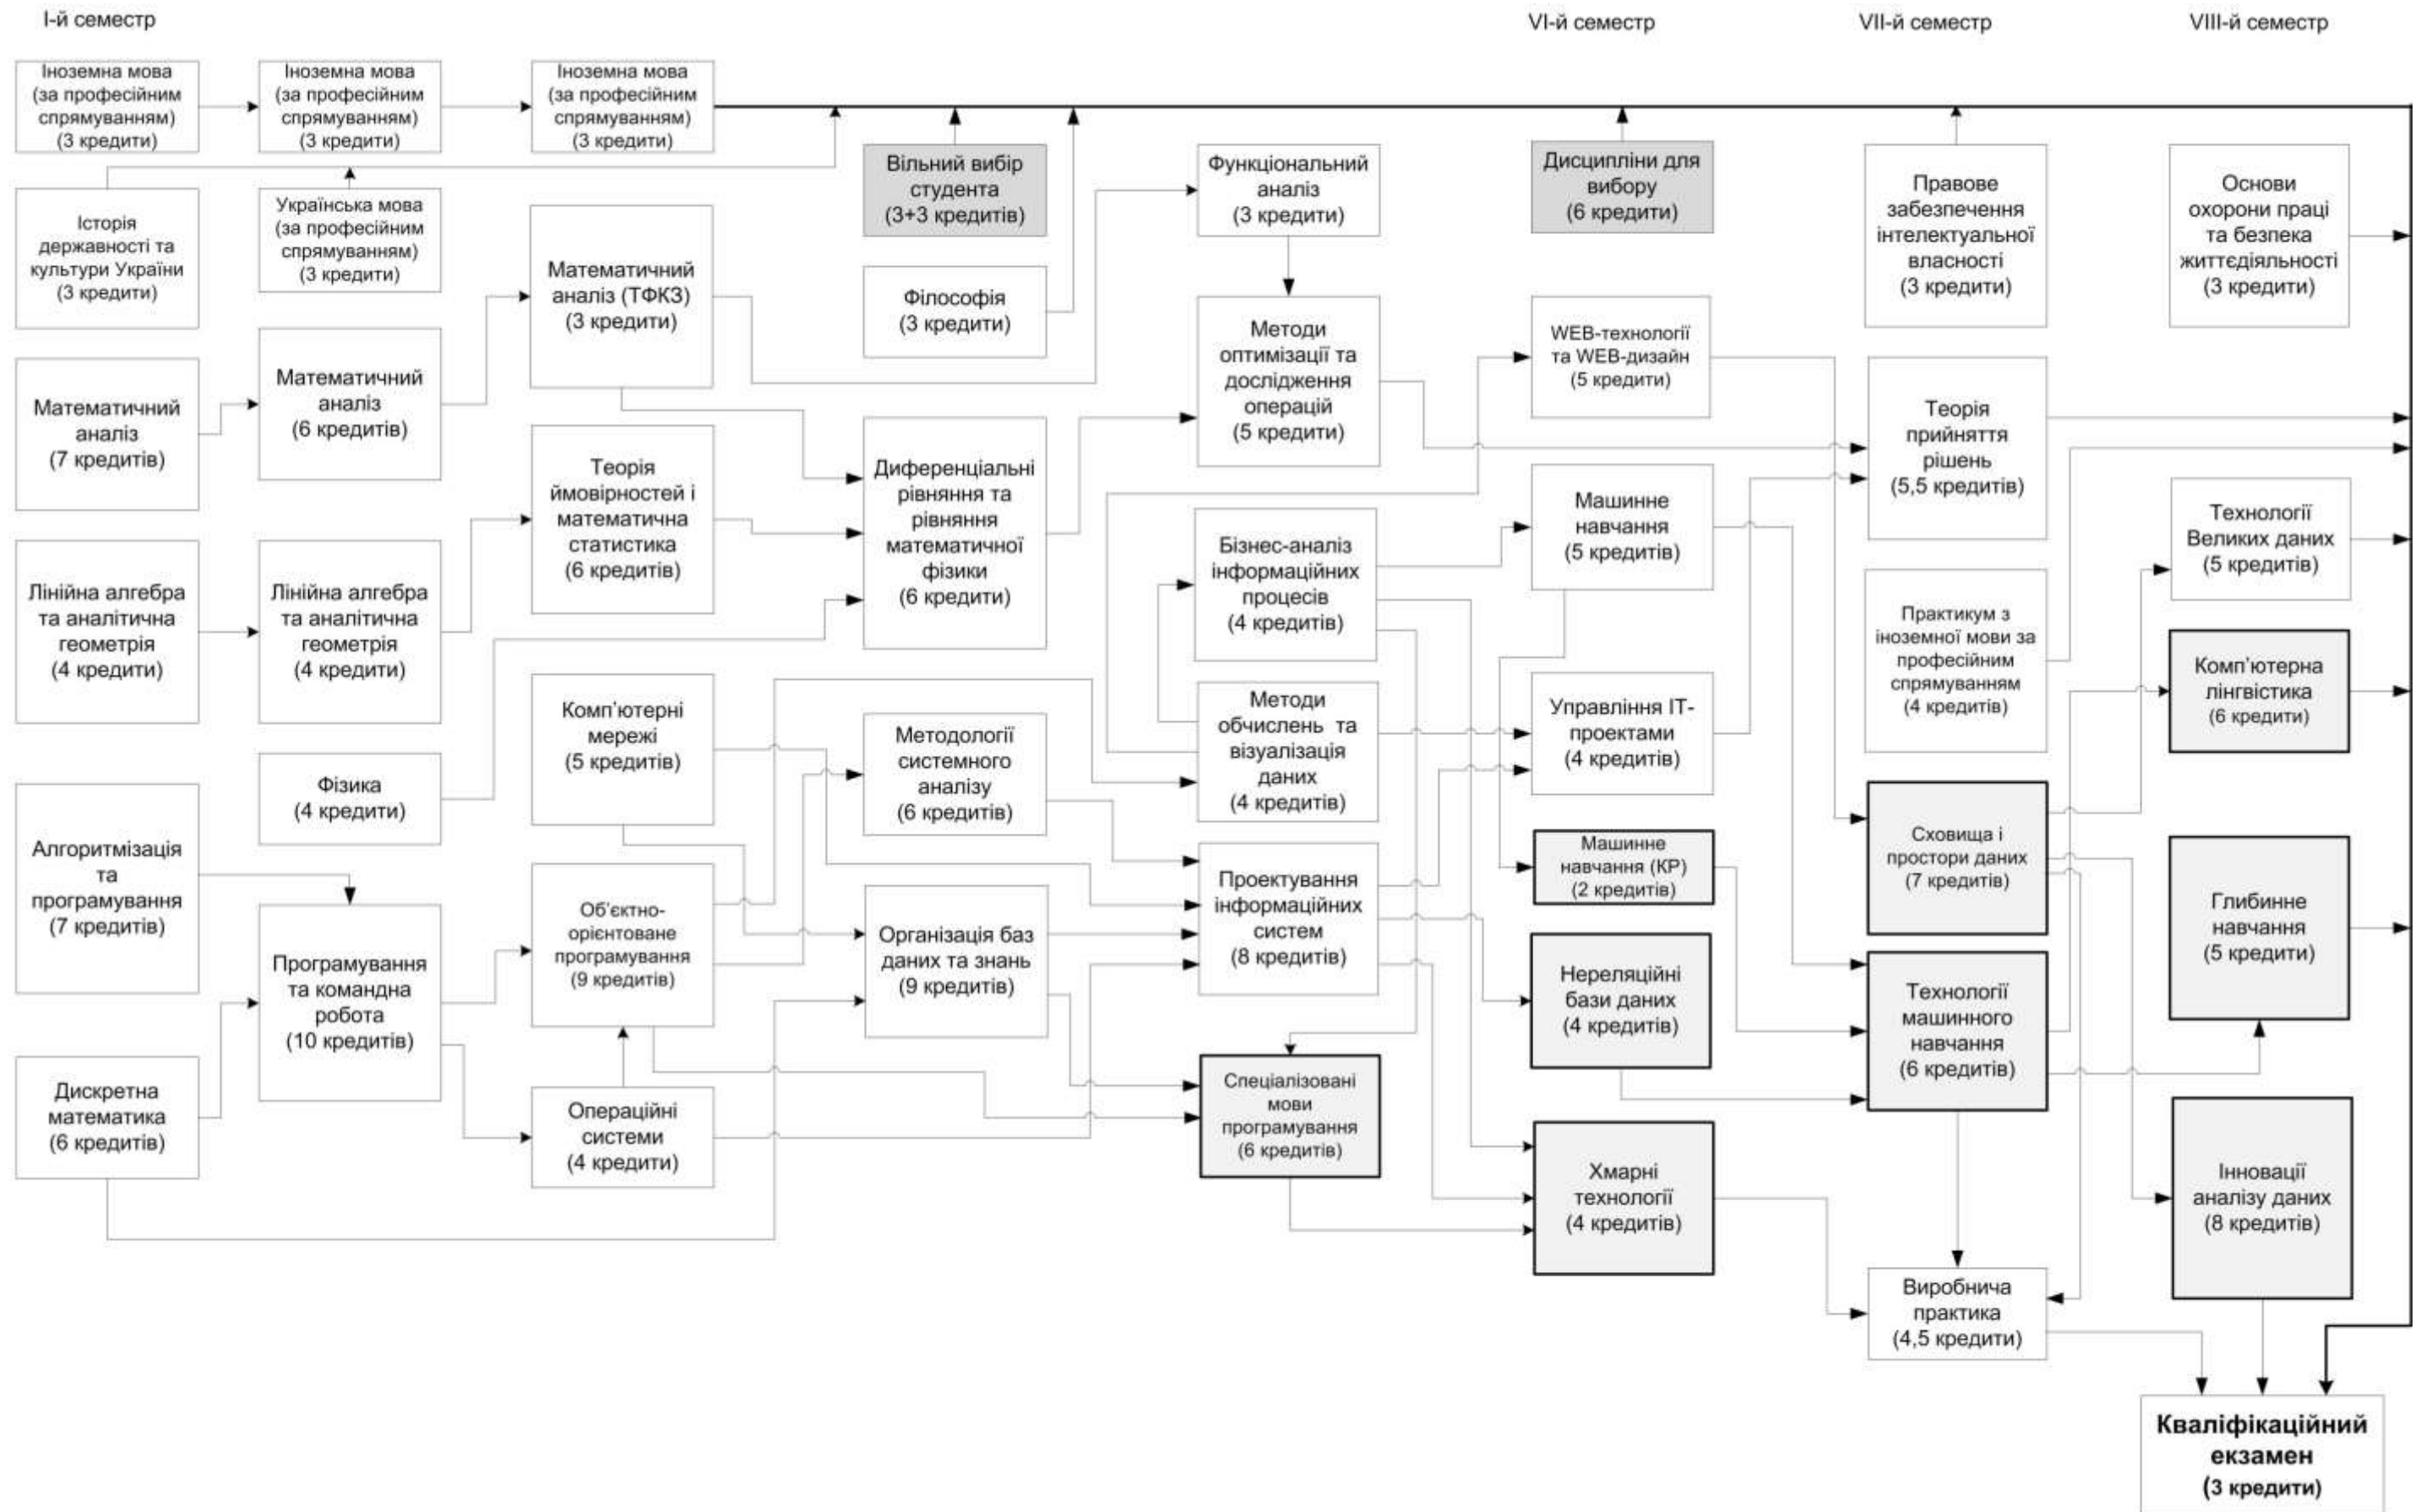 І-й семестр
VI-й семестр
VII-й семестр
VIII-й семестр
Іноземна мова
(за професійним
спрямуванням)
(3 кредити)
Історія
державності та
культури України
(3 кредити)
Математичний
аналіз
(7 кредитів)
Лінійна алгебра
та аналітична
геометрія
(4 кредити)
Алгоритмізація
та
програмування
(7 кредитів)
Дискретна
математика
(6 кредитів)
Іноземна мова
(за професійним
спрямуванням)
(3 кредити)
Українська мова
(за професійним
спрямуванням)
(3 кредити)
Математичний
аналіз
(6 кредитів)
Лінійна алгебра
та аналітична
геометрія
(4 кредити)
Фізика
(4 кредити)
Програмування
та командна
робота
(10 кредитів)
Іноземна мова
(за професійним
спрямуванням)
(3 кредити)
Математичний
аналіз (ТФКЗ)
(3 кредити)
Теорія
ймовірностей і
математична
статистика
(6 кредитів)
Комп’ютерні
мережі
(5 кредитів)
Об’єктно-
орієнтоване
програмування
(9 кредитів)
Операційні
системи
(4 кредити)
Вільний вибір
студента
(3+3 кредитів)
Філософія
(3 кредити)
Диференціальні
рівняння та
рівняння
математичної
фізики
(6 кредити)
Методології
системного
аналізу
(6 кредитів)
Організація баз
даних та знань
(9 кредитів)
Функціональний
аналіз
(3 кредити)
Методи
оптимізації та
дослідження
операцій
(5 кредити)
Бізнес-аналіз
інформаційних
процесів
(4 кредитів)
Методи
обчислень та
візуалізація
даних
(4 кредитів)
Проектування
інформаційних
систем
(8 кредитів)
Спеціалізовані
мови
програмування
(6 кредитів)
Дисципліни для
вибору
(6 кредити)
WEB-технології
та WEB-дизайн
(5 кредити)
Машинне
навчання
(5 кредитів)
Управління ІТ-
проектами
(4 кредитів)
Машинне
навчання (КР)
(2 кредитів)
Нереляційні
бази даних
(4 кредитів)
Хмарні
технології
(4 кредитів)
Правове
забезпечення
інтелектуальної
власності
(3 кредити)
Теорія
прийняття
рішень
(5,5 кредитів)
Практикум з
іноземної мови за
професійним
спрямуванням
(4 кредитів)
Сховища і
простори даних
(7 кредитів)
Технології
машинного
навчання
(6 кредитів)
Виробнича
практика
(4,5 кредити)
Основи
охорони праці
та безпека
життєдіяльності
(3 кредити)
Технології
Великих даних
(5 кредитів)
Комп’ютерна
лінгвістика
(6 кредити)
Глибинне
навчання
(5 кредити)
Інновації
аналізу даних
(8 кредитів)
Кваліфікаційний
екзамен
(3 кредити)